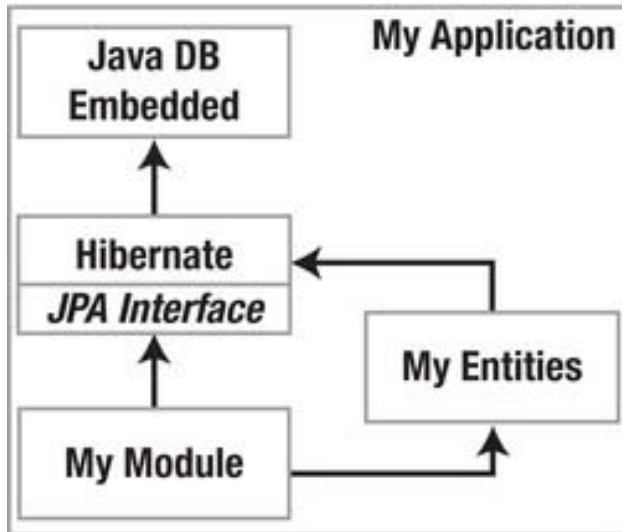 My Application
Java DB
Embedded
Hibernate
JPA Interface
My Entities
My Module